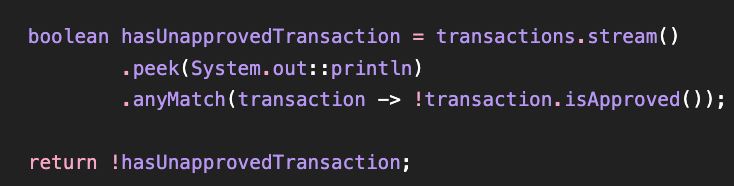 boolean hasUnapprovedTransaction = transactions.stream()
        .peek(System.out::println)
        .anyMatch(transaction -> !transaction.isApproved());

return !hasUnapprovedTransaction;